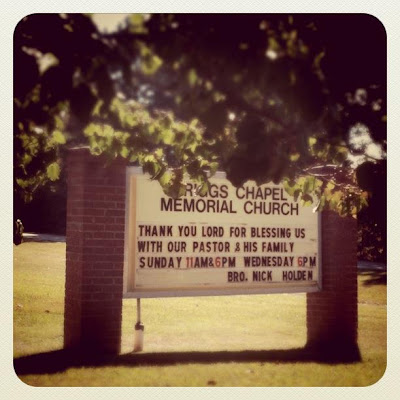 CHAPEL
MEMORIAL CHURCH
THANK YOU LORD FOR BLESSING US
WITH OUR PASTOR & HIS FAMILY
SUNDAY 11AM&6PM WEDNESDAY 6PM
BRO. NICK HOLDEN